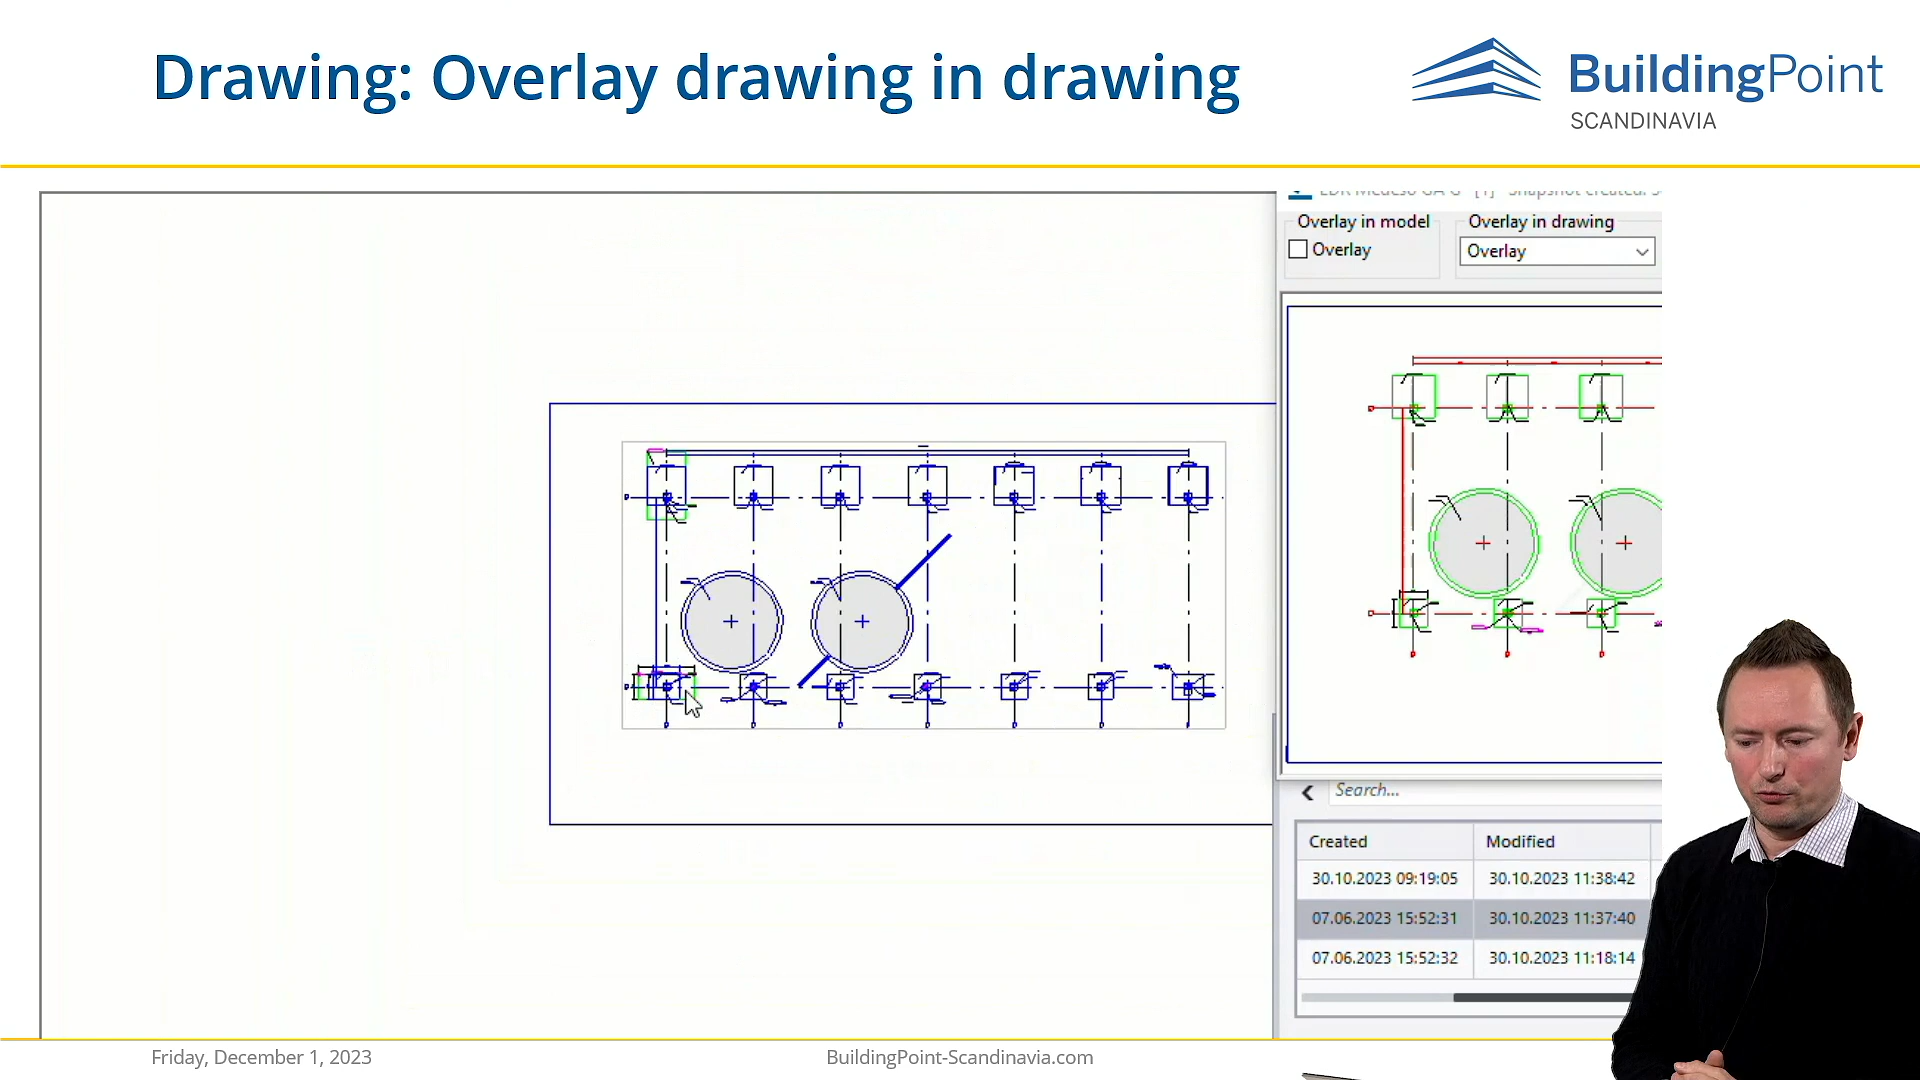 Drawing: Overlay drawing in drawing
BuildingPoint
SCANDINAVIA
Overlay in model
Overlay in drawing
Overlay
Overlay
Search...
Created
Modified
30.10.2023 09:19:05
30.10.2023 11:38:42
07.06.2023 15:52:31
30.10.2023 11:37:40
07.06.2023 15:52:32
30.10.2023 11:18:14
Friday, December 1, 2023
BuildingPoint-Scandinavia.com